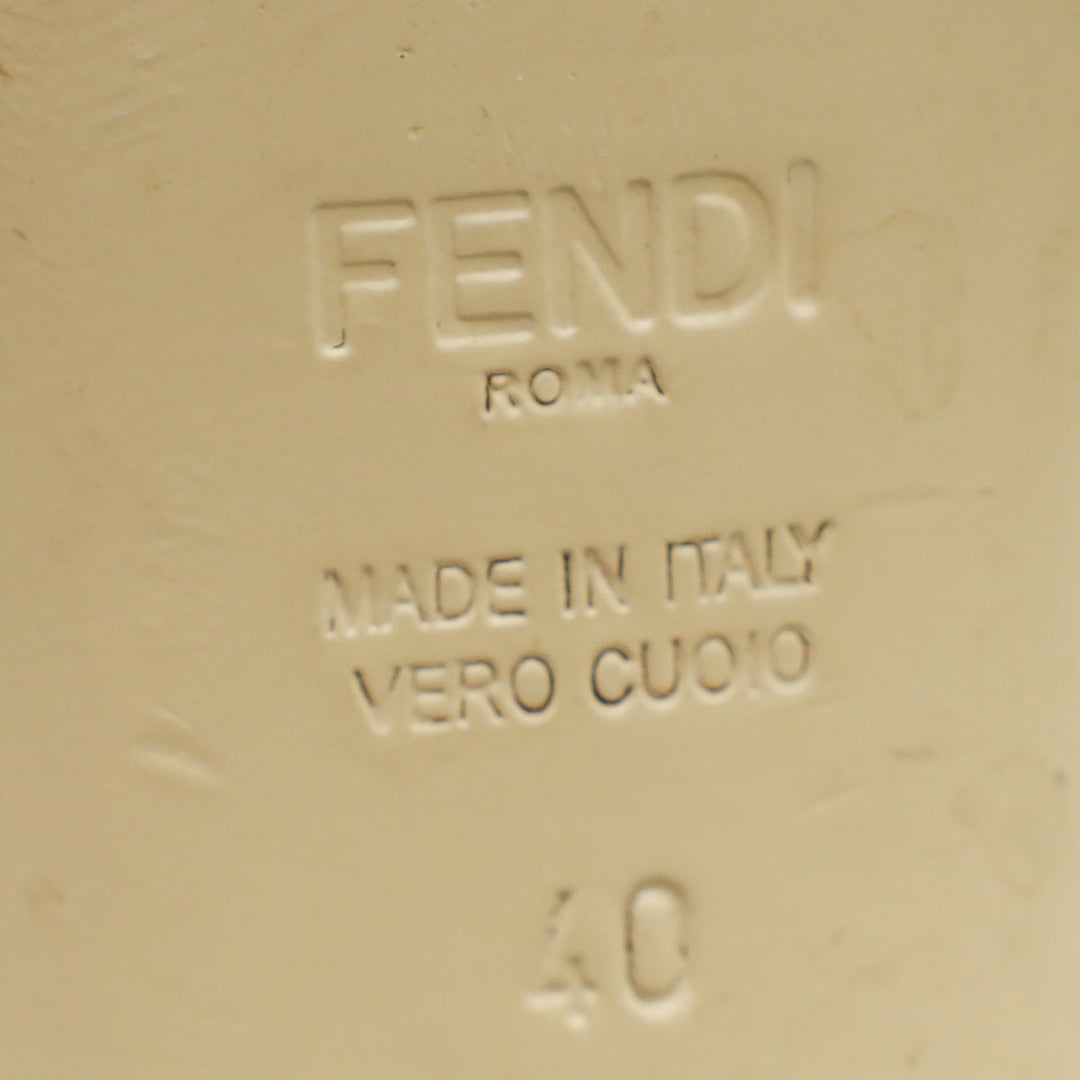 FENDI
ROMA
MADE IN ITALY
VERO CUOIO
40